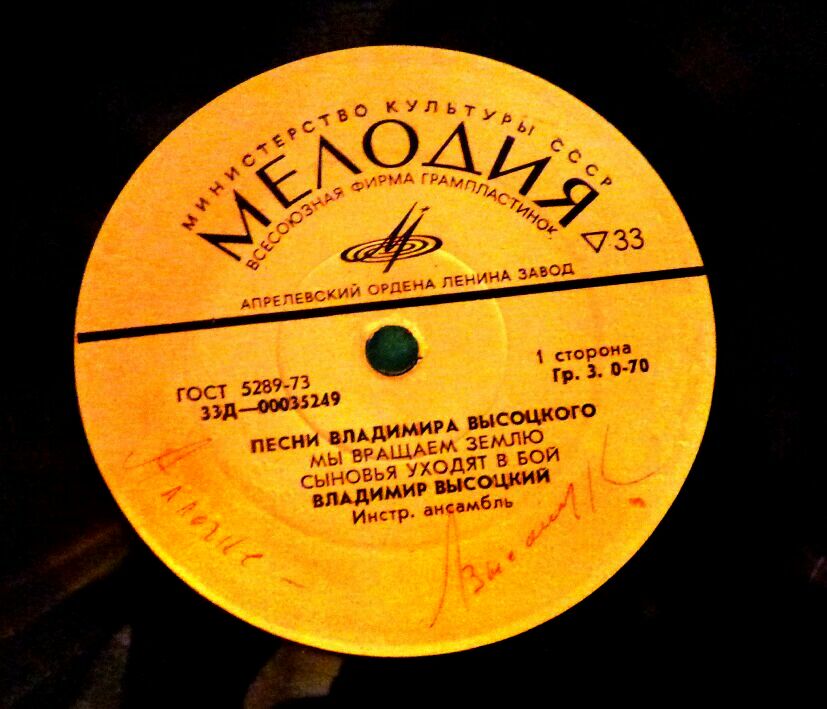 МИНИСТЕРСТВО КУЛЬТУРЫ СССР
МЕЛОДИЯ
ВСЕСОЮЗНАЯ ФИРМА ГРАМПЛАСТИНОК
33
АПРЕЛЕВСКИЙ ОРДЕНА ЛЕНИНА ЗАВОД
ГОСТ 5289-73
33Д—00035249
1 сторона
Гр. 3. 0-70
ПЕСНИ ВЛАДИМИРА ВЫСОЦКОГО
МЫ ВРАЩАЕМ ЗЕМЛЮ
СЫНОВЬЯ УХОДЯТ В БОЙ
ВЛАДИМИР ВЫСОЦКИЙ
Инстр. ансамбль